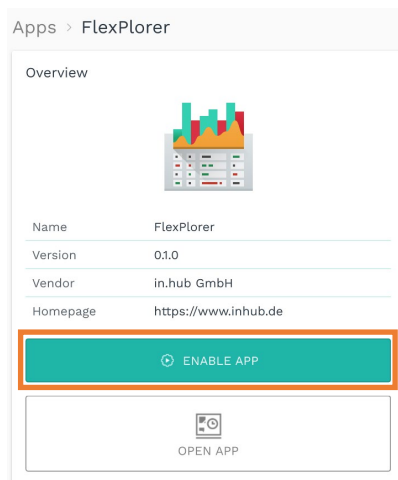 Apps > FlexPlorer
Overview
Name FlexPlorer
Version 0.1.0
Vendor in.hub GmbH
Homepage https://www.inhub.de
ENABLE APP
OPEN APP